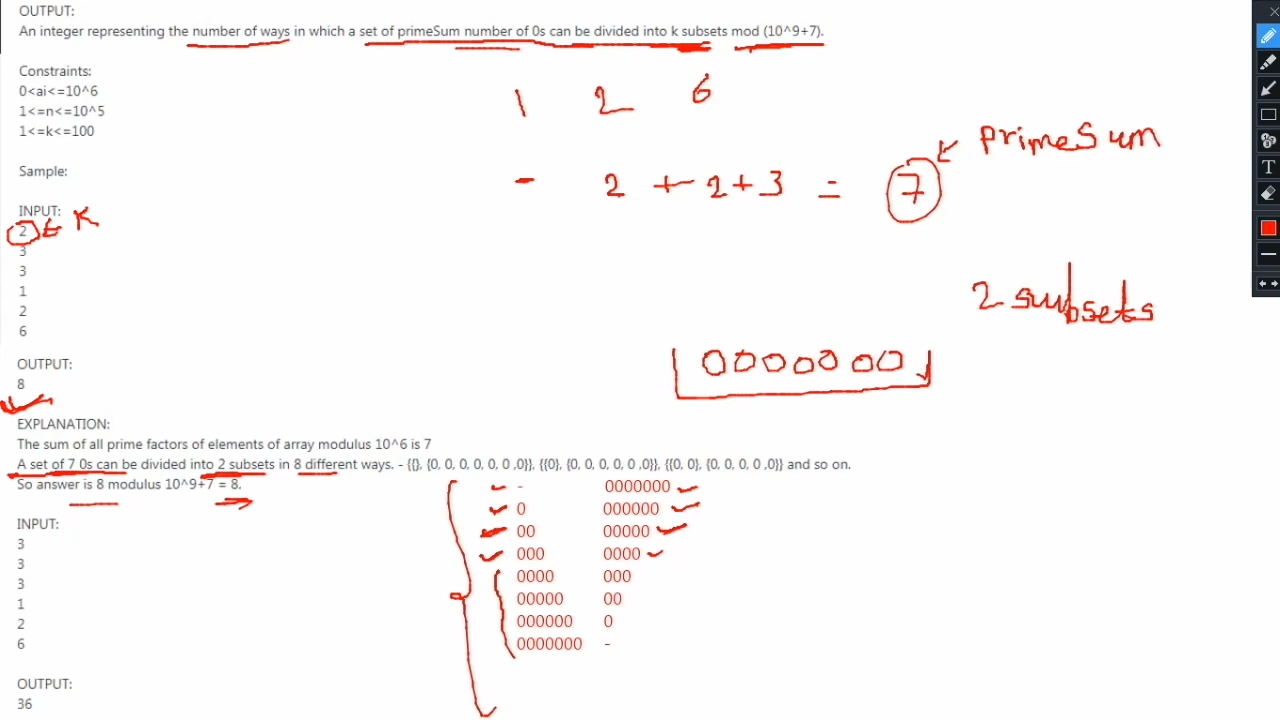 OUTPUT:
An integer representing the number of ways in which a set of primeSum number of 0s can be divided into k subsets mod (10^9+7).
Constraints:
0<ai<=10^6
1<=n<=10^5
1<=k<=100
1 2 6
PrimeSum
- 2 + 2 + 3 = 7
Sample:
INPUT:
2 ← K
3
3
1
2
6
2 subsets
0000000
OUTPUT:
8
EXPLANATION:
The sum of all prime factors of elements of array modulus 10^6 is 7
A set of 7 0s can be divided into 2 subsets in 8 different ways. - {{}, {0, 0, 0, 0, 0, 0 ,0}}, {{0}, {0, 0, 0, 0, 0 ,0}}, {{0, 0}, {0, 0, 0, 0 ,0}} and so on.
So answer is 8 modulus 10^9+7 = 8.
- 0000000
0 000000
00 00000
000 0000
0000 000
00000 00
000000 0
0000000 -
INPUT:
3
3
3
1
2
6
OUTPUT:
36
T